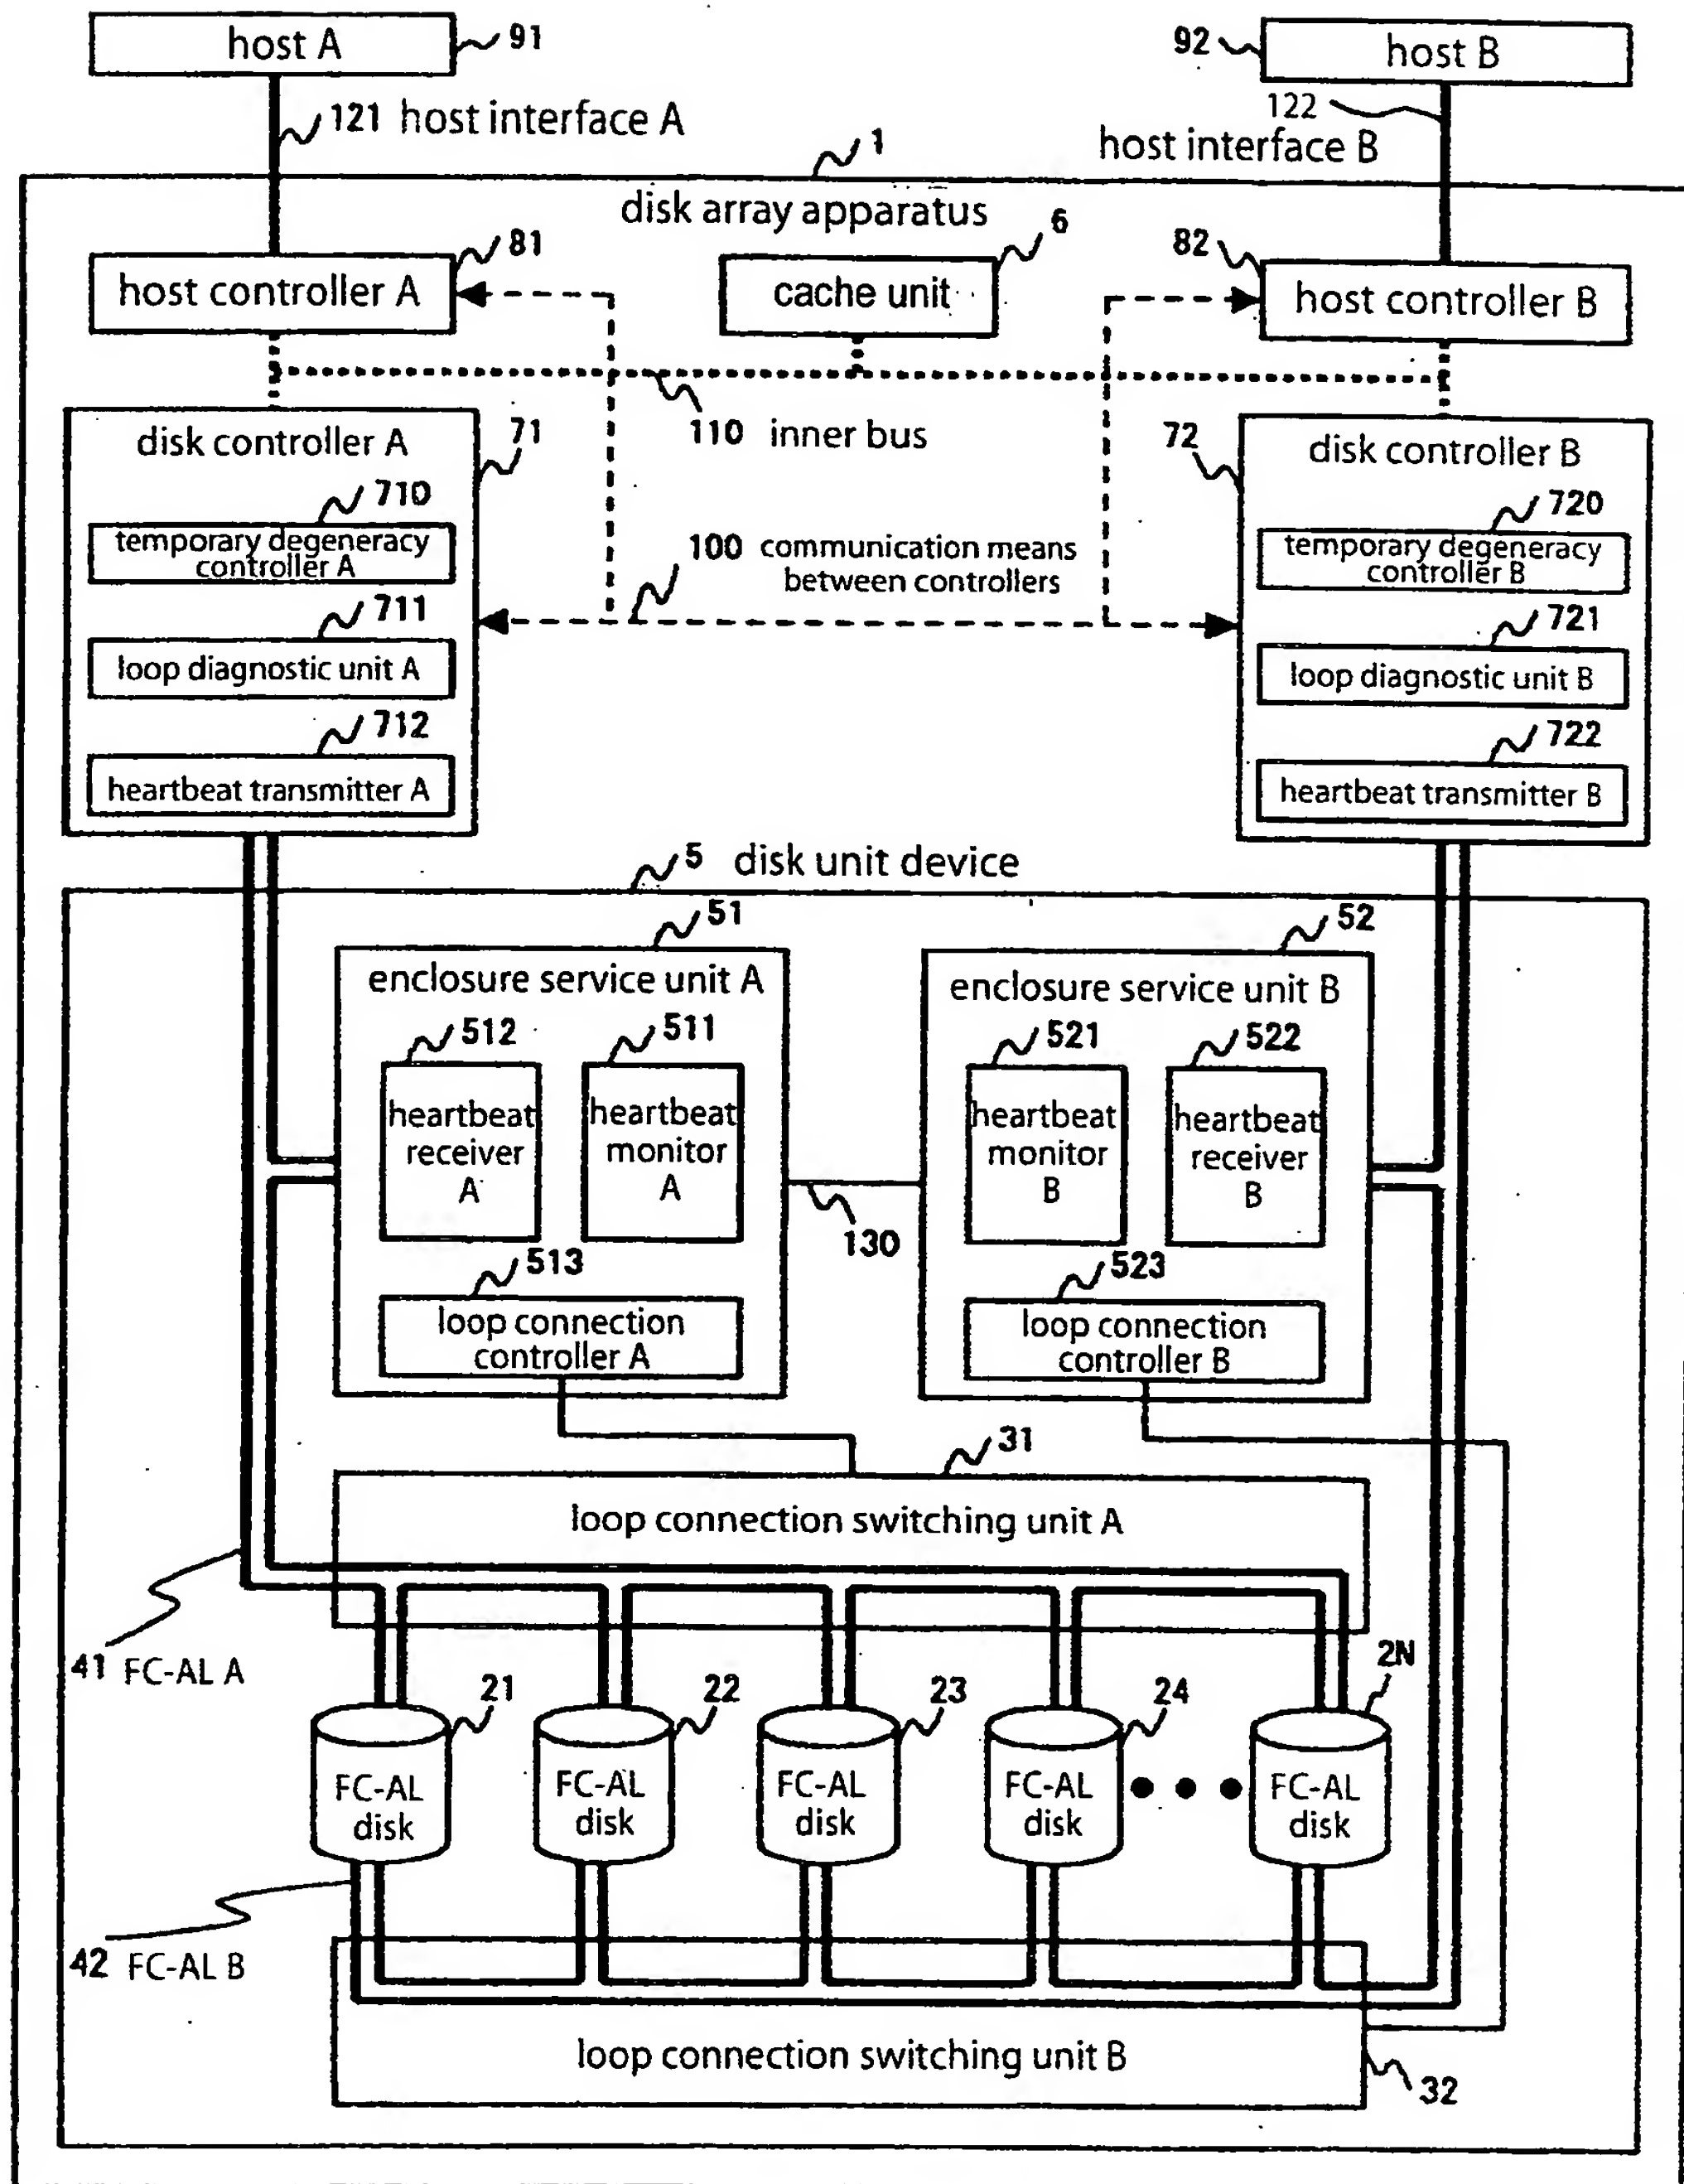 host A
91
92
host B
121 host interface A
122
host interface B
1
disk array apparatus
81
6
82
host controller A
cache unit
host controller B
110 inner bus
disk controller A
71
72
disk controller B
710
720
temporary degeneracy
controller A
temporary degeneracy
controller B
100 communication means
between controllers
711
721
loop diagnostic unit A
loop diagnostic unit B
712
722
heartbeat transmitter A
heartbeat transmitter B
5 disk unit device
51
52
enclosure service unit A
enclosure service unit B
512
511
521
522
heartbeat
receiver
A
heartbeat
monitor
A
heartbeat
monitor
B
heartbeat
receiver
B
130
513
523
loop connection
controller A
loop connection
controller B
31
loop connection switching unit A
41 FC-AL A
21
22
23
24
2N
FC-AL
disk
FC-AL
disk
FC-AL
disk
FC-AL
disk
FC-AL
disk
42 FC-AL B
loop connection switching unit B
32